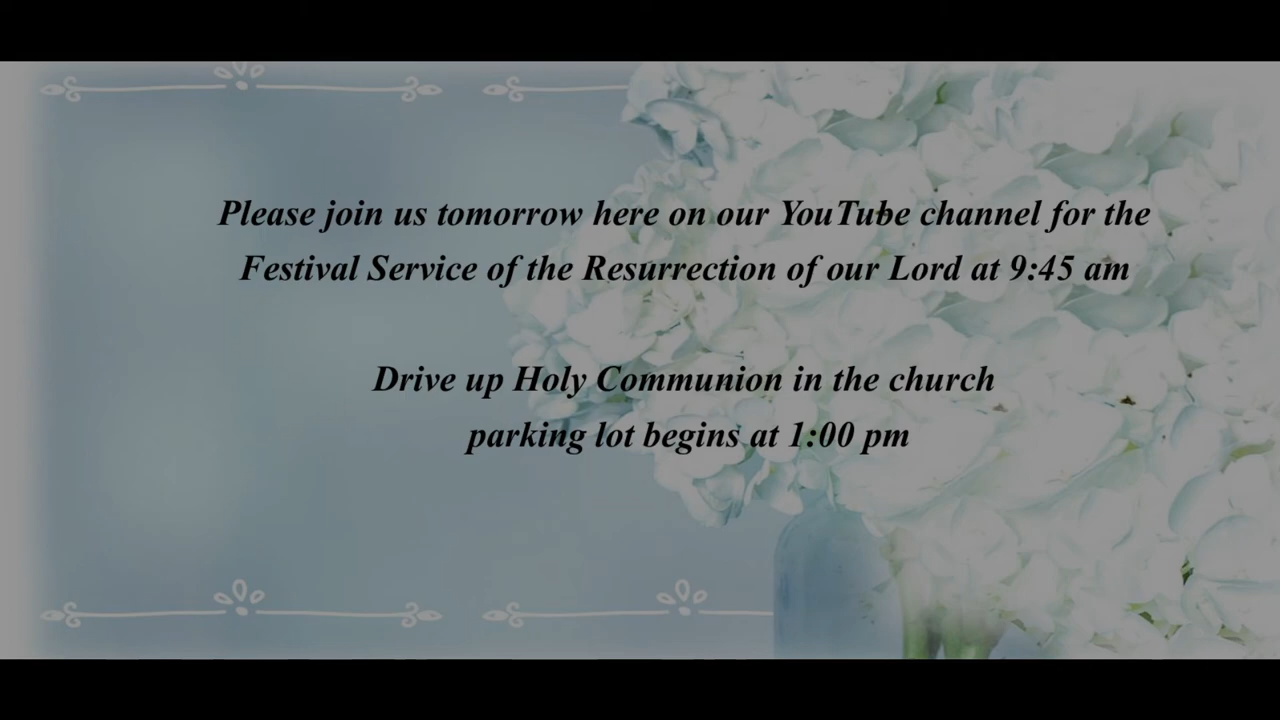 Please join us tomorrow here on our YouTube channel for the
Festival Service of the Resurrection of our Lord at 9:45 am
Drive up Holy Communion in the church
parking lot begins at 1:00 pm